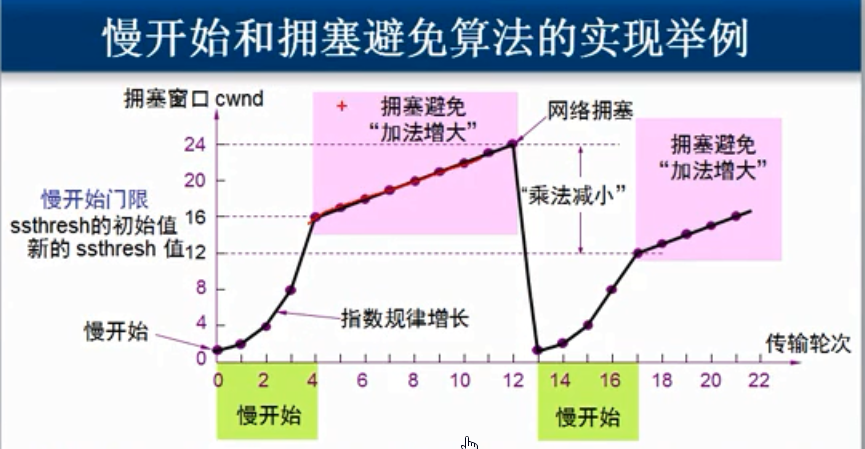 慢开始和拥塞避免算法的实现举例
拥塞窗口 cwnd
拥塞避免
“加法增大”
网络拥塞
拥塞避免
“加法增大”
“乘法减小”
慢开始门限
ssthresh的初始值
新的 ssthresh 值
24
20
16
12
8
4
0
慢开始
指数规律增长
传输轮次
0 2 4 6 8 10 12 14 16 18 20 22
慢开始
慢开始